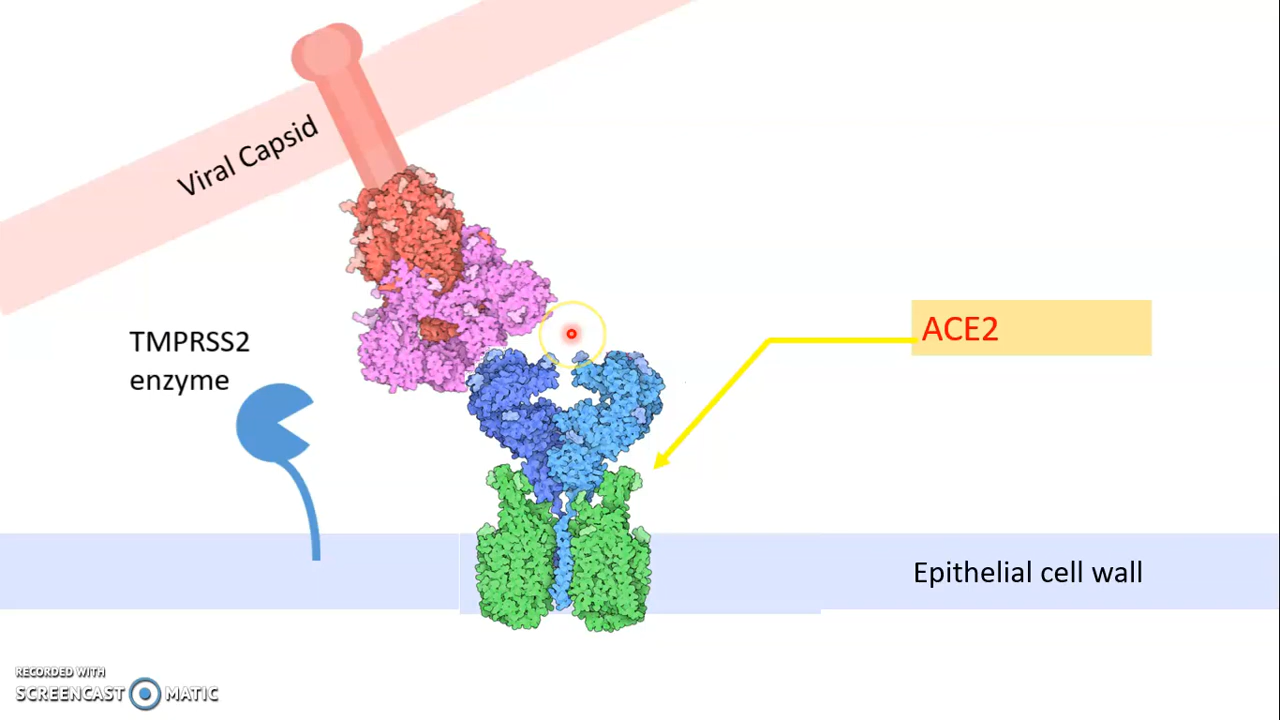 Viral Capsid
TMPRSS2
enzyme
ACE2
Epithelial cell wall
RECORDED WITH
SCREENCAST MATIC